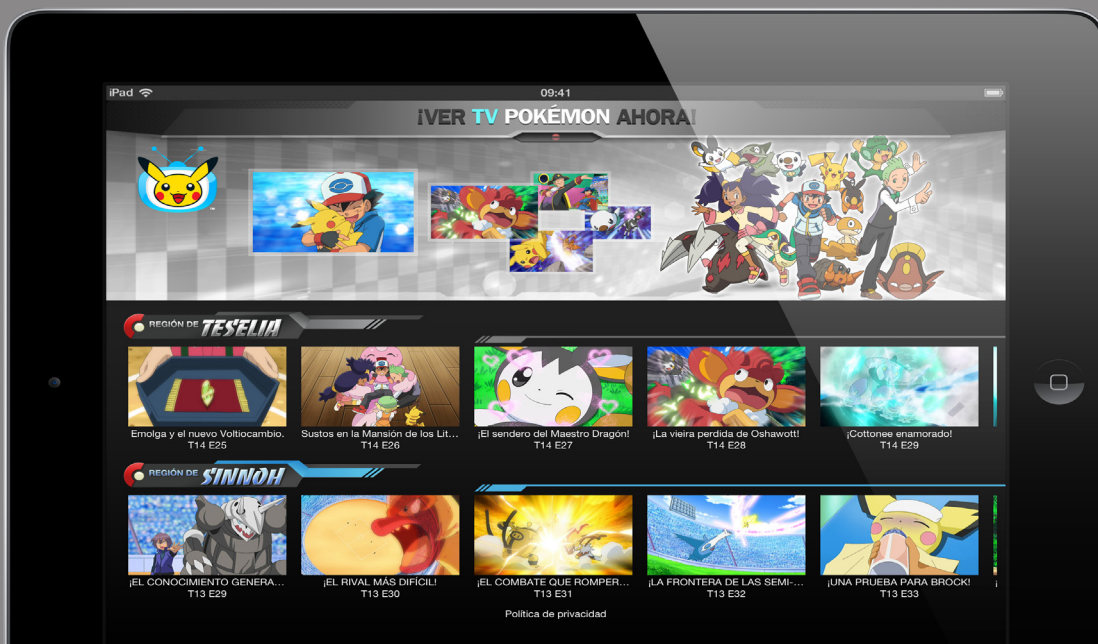 iPad
09:41
¡VER TV POKÉMON AHORA!
REGIÓN DE TESELIA
Emolga y el nuevo Voltiocambio.
T14 E25
Sustos en la Mansión de los Lit...
T14 E26
¡El sendero del Maestro Dragón!
T14 E27
¡La vieira perdida de Oshawott!
T14 E28
¡Cottonee enamorado!
T14 E29
REGIÓN DE SINNOH
¡EL CONOCIMIENTO GENERA...
T13 E29
¡EL RIVAL MÁS DIFÍCIL!
T13 E30
¡EL COMBATE QUE ROMPER...
T13 E31
¡LA FRONTERA DE LAS SEMI-...
T13 E32
¡UNA PRUEBA PARA BROCK!
T13 E33
¡
Política de privacidad